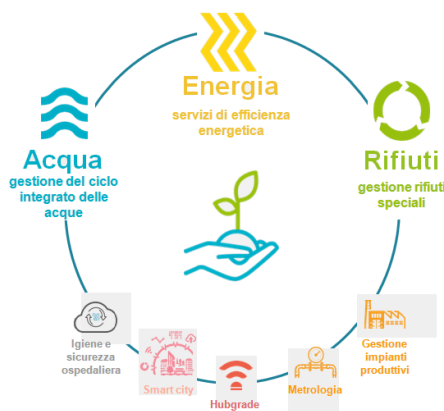 Energia
servizi di efficienza
energetica
Acqua
gestione del ciclo
integrato delle
acque
Rifiuti
gestione rifiuti
speciali
Igiene e
sicurezza
ospedaliera
Smart city
Hubgrade
Metrologia
Gestione
impianti
produttivi